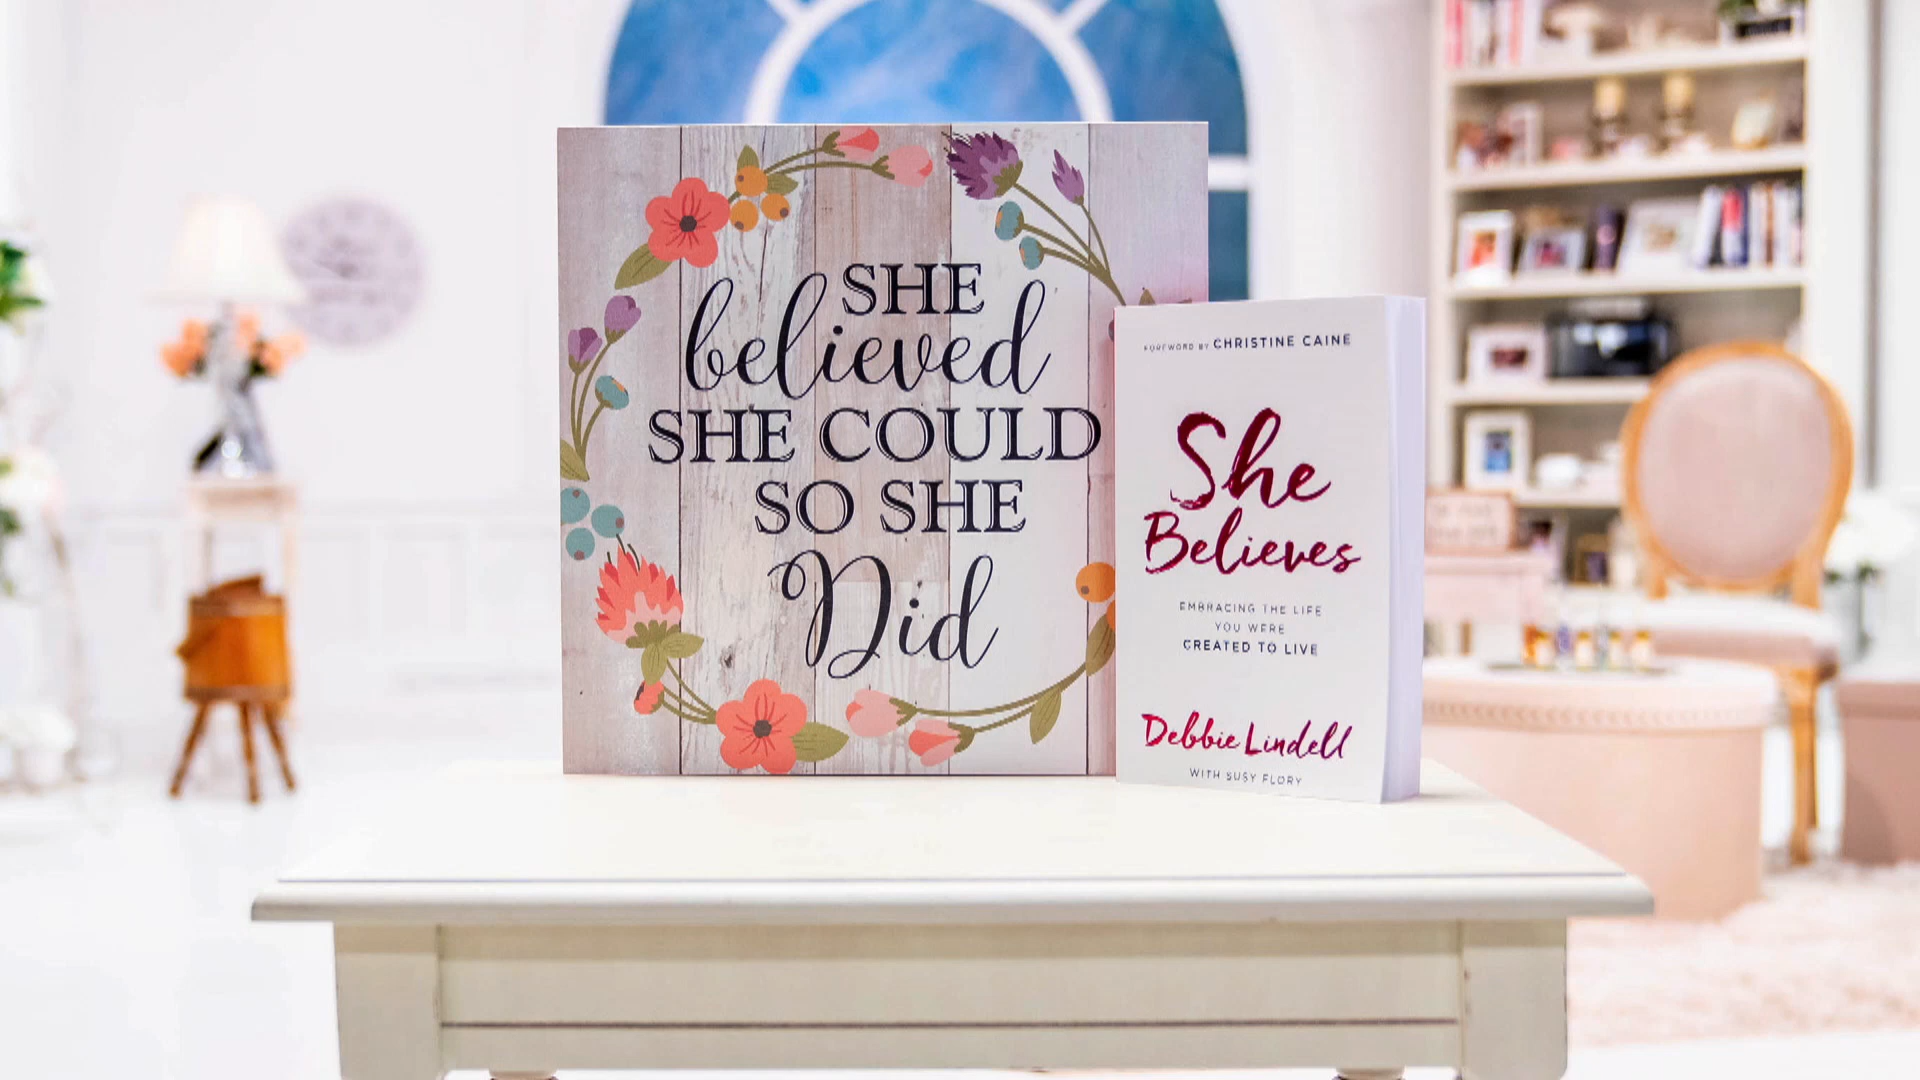 SHE
believed
SHE COULD
SO SHE
Did
FOREWORD BY CHRISTINE CAINE
She
Believes
EMBRACING THE LIFE
YOU WERE
CREATED TO LIVE
Debbie Lindell
WITH SUSY FLORY